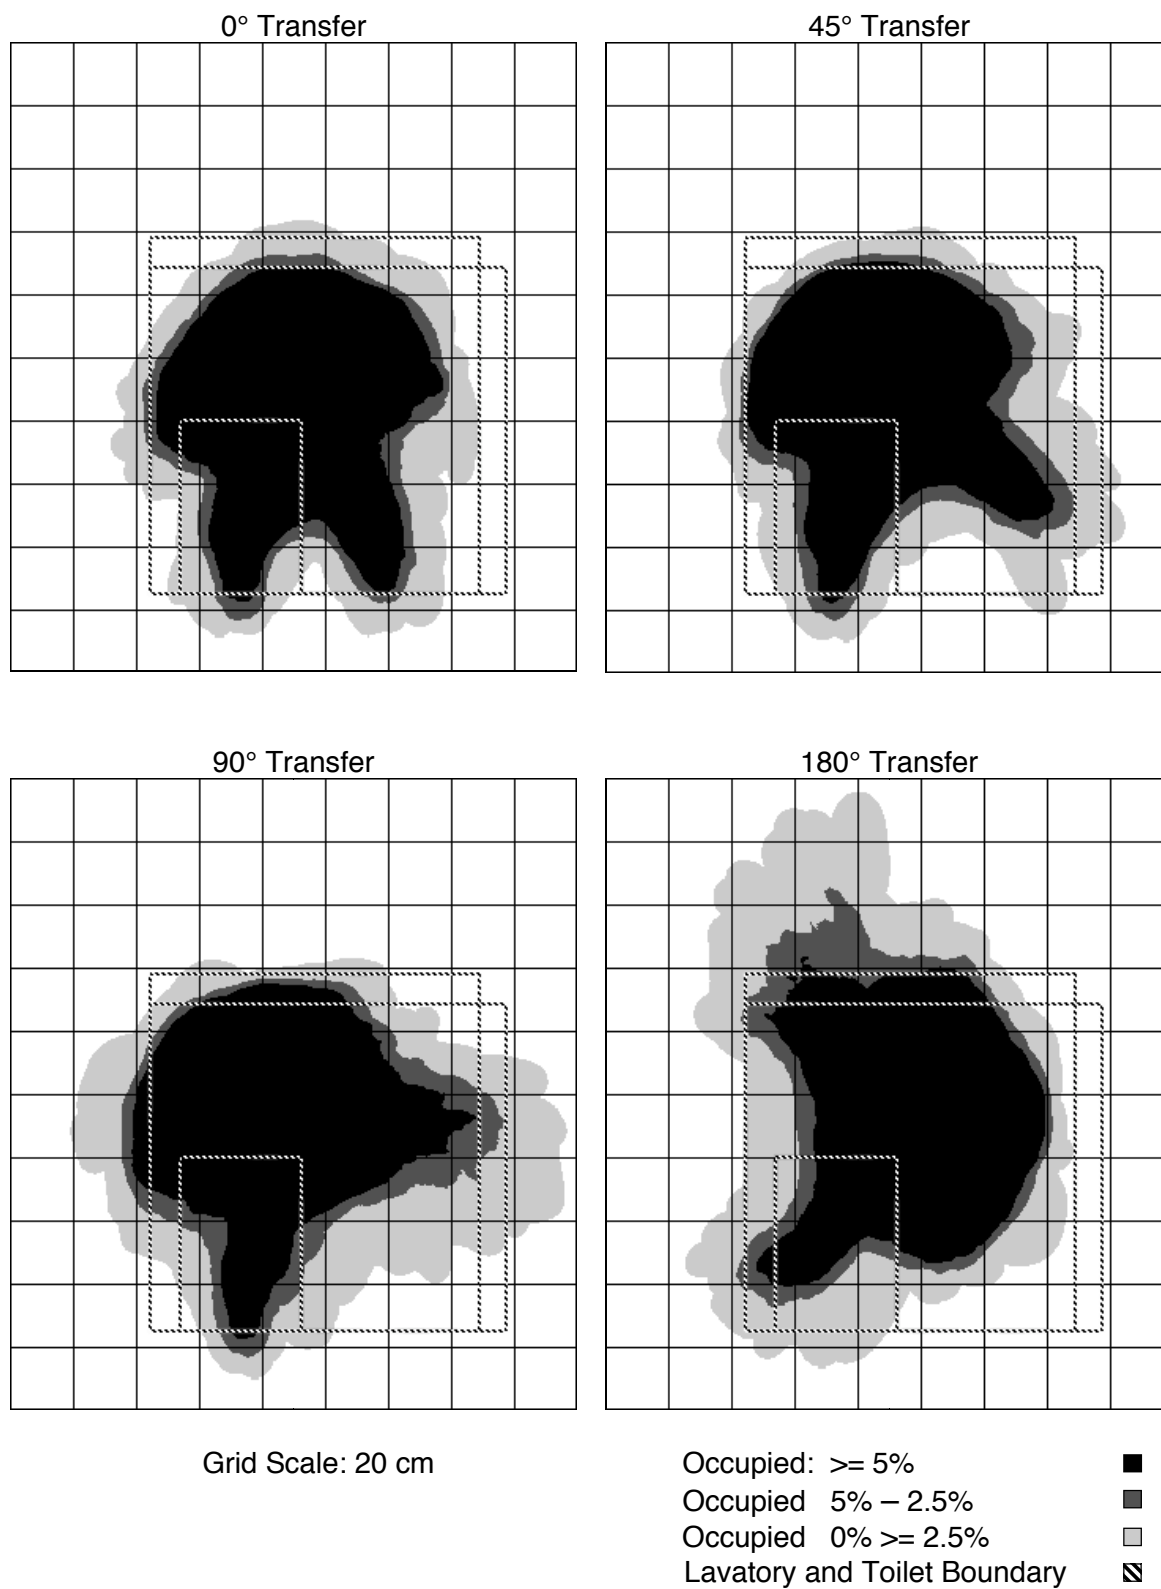 0° Transfer
45° Transfer
90° Transfer
180° Transfer
Grid Scale: 20 cm
Occupied: >= 5%
Occupied 5% – 2.5%
Occupied 0% >= 2.5%
Lavatory and Toilet Boundary